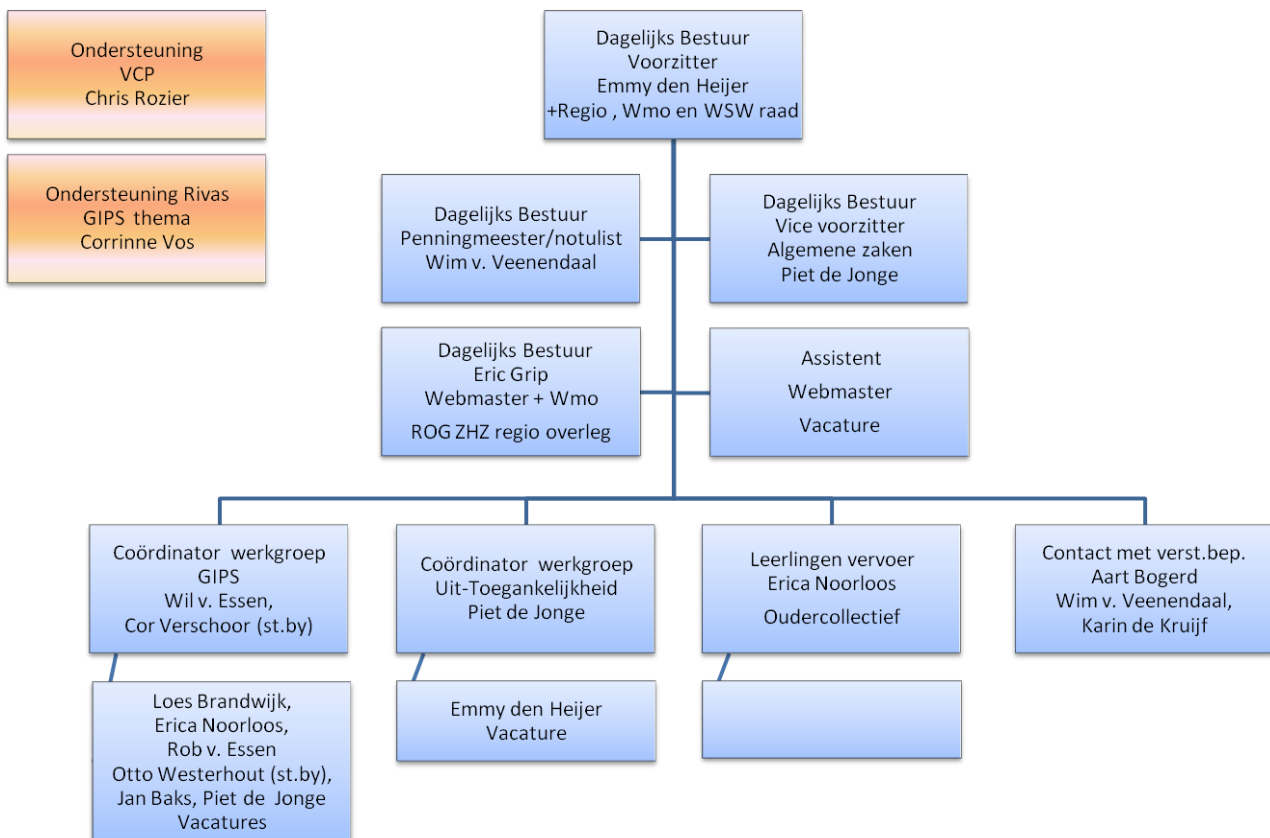 Ondersteuning
VCP
Chris Rozier
Ondersteuning Rivas
GIPS thema
Corrinne Vos
Dagelijks Bestuur
Voorzitter
Emmy den Heijer
+Regio , Wmo en WSW raad
Dagelijks Bestuur
Penningmeester/notulist
Wim v. Veenendaal
Dagelijks Bestuur
Vice voorzitter
Algemene zaken
Piet de Jonge
Dagelijks Bestuur
Eric Grip
Webmaster + Wmo
ROG ZHZ regio overleg
Assistent
Webmaster
Vacature
Coördinator werkgroep
GIPS
Wil v. Essen,
Cor Verschoor (st.by)
Coördinator werkgroep
Uit-Toegankelijkheid
Piet de Jonge
Leerlingen vervoer
Erica Noorloos
Oudercollectief
Contact met verst.bep.
Aart Bogerd
Wim v. Veenendaal,
Karin de Kruijf
Loes Brandwijk,
Erica Noorloos,
Rob v. Essen
Otto Westerhout (st.by),
Jan Baks, Piet de Jonge
Vacatures
Emmy den Heijer
Vacature